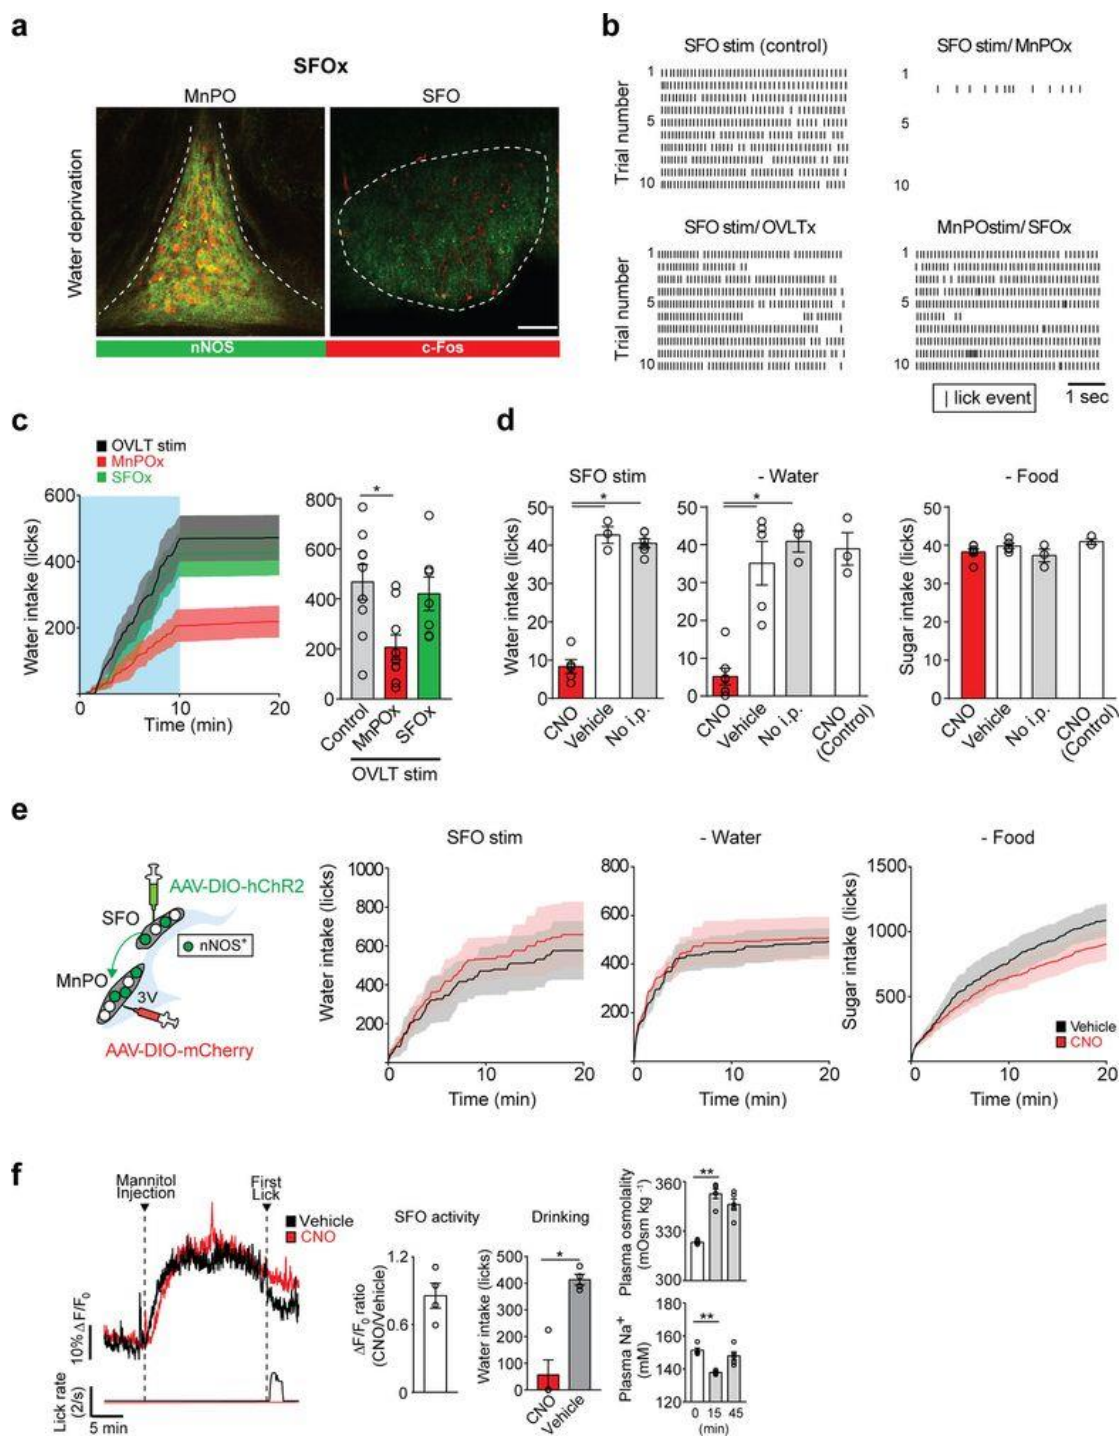 a
SFOx
MnPO
SFO
Water deprivation
nNOS
c-Fos
b
SFO stim (control)
SFO stim/MnPOx
Trial number
1
5
10
1
5
10
SFO stim/OVLTx
MnPOstim/SFOx
Trial number
1
5
10
1
5
10
| lick event
1 sec
c
OVLT stim
MnPOx
SFOx
Water intake (licks)
600
400
200
0
10
20
Time (min)
800
600
400
200
0
*
Control
MnPOx
SFOx
OVLT stim
d
SFO stim
Water intake (licks)
50
40
30
20
10
0
*
CNO
Vehicle
No i.p.
- Water
50
40
30
20
10
0
*
CNO
Vehicle
No i.p.
CNO
(Control)
- Food
Sugar intake (licks)
50
40
30
20
10
0
CNO
Vehicle
No i.p.
CNO
(Control)
e
AAV-DIO-hChR2
SFO
nNOS+
MnPO
3V
AAV-DIO-mCherry
SFO stim
Water intake (licks)
1000
800
600
400
200
0
10
20
Time (min)
- Water
800
600
400
200
0
10
20
Time (min)
- Food
Sugar intake (licks)
1500
1000
500
0
10
20
Time (min)
Vehicle
CNO
f
Mannitol
Injection
First
Lick
Vehicle
CNO
10% ΔF/F0
Lick rate
(2/s)
5 min
SFO activity
ΔF/F0 ratio
(CNO/Vehicle)
1.2
0.6
0
Drinking
Water intake (licks)
500
400
300
200
100
0
*
CNO
Vehicle
Plasma osmolality
(mOsm kg -1)
360
330
300
**
Plasma Na+
(mM)
160
140
120
**
0 15 45
(min)